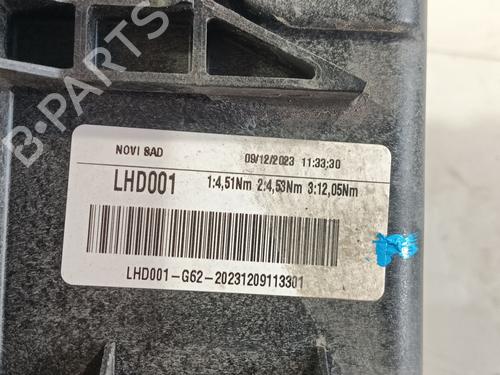 B-PARTS
NOVI SAD 09/12/2023 11:33:30
LHD001 1:4,51Nm 2:4,53Nm 3:12,05Nm
LHD001-G62-20231209113301